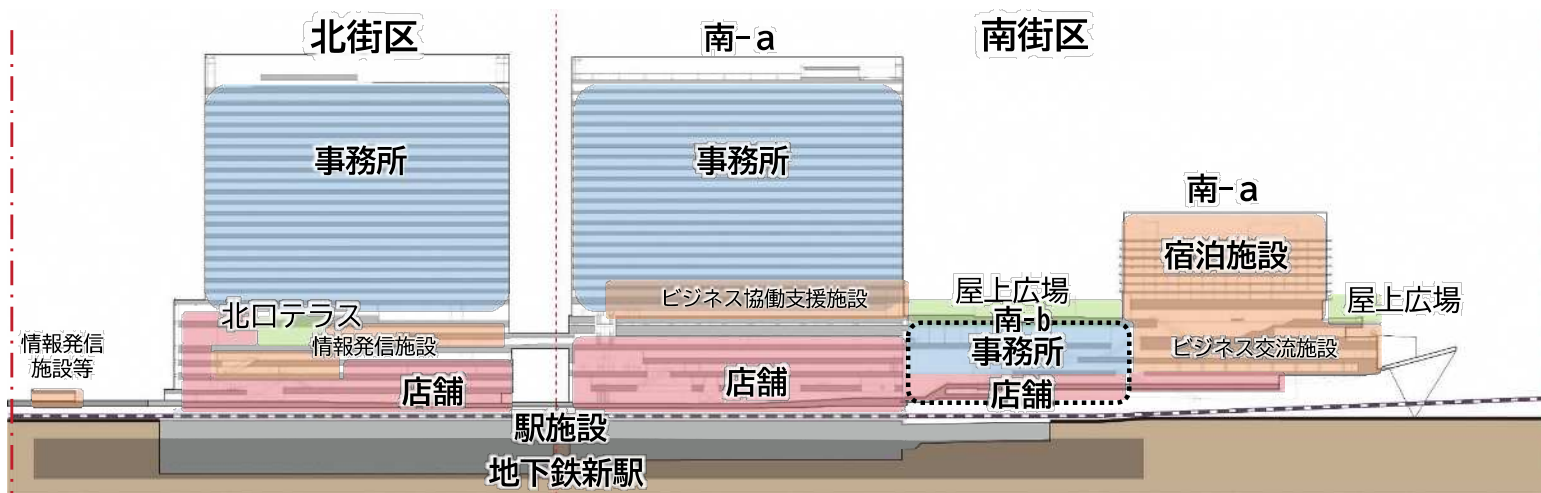 北街区
南-a
南街区
事務所
事務所
南-a
宿泊施設
ビジネス協働支援施設
屋上広場
屋上広場
北口テラス
南-b
情報発信
施設等
情報発信施設
事務所
ビジネス交流施設
店舗
店舗
店舗
駅施設
地下鉄新駅